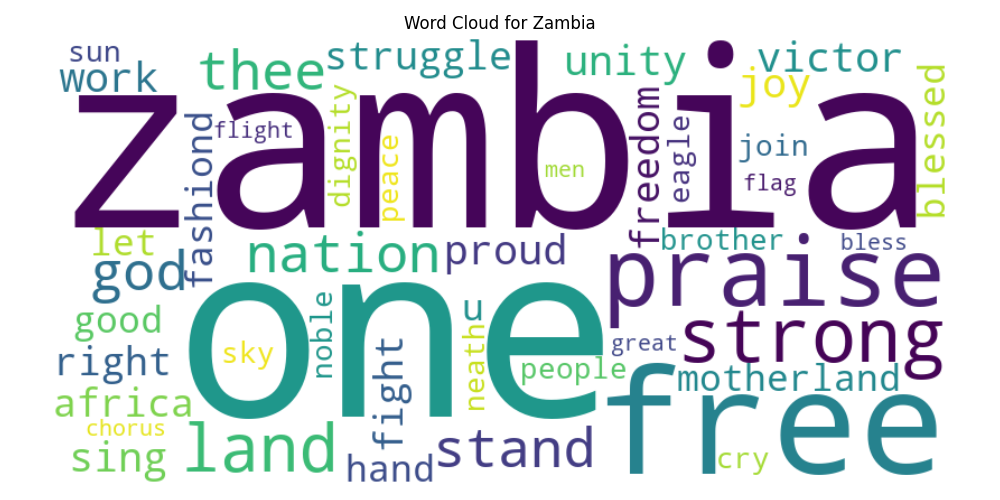 Word Cloud for Zambia
sun
work
thee
struggle
unity
victor
joy
blessed
zambia
flight
fashiond
dignity
peace
men
freedom
eagle
join
flag
let
god
nation
proud
brother
bless
praise
good
one
noble
sky
neath
u
great
strong
right
fight
people
motherland
africa
chorus
sing
land
hand
stand
free
cry